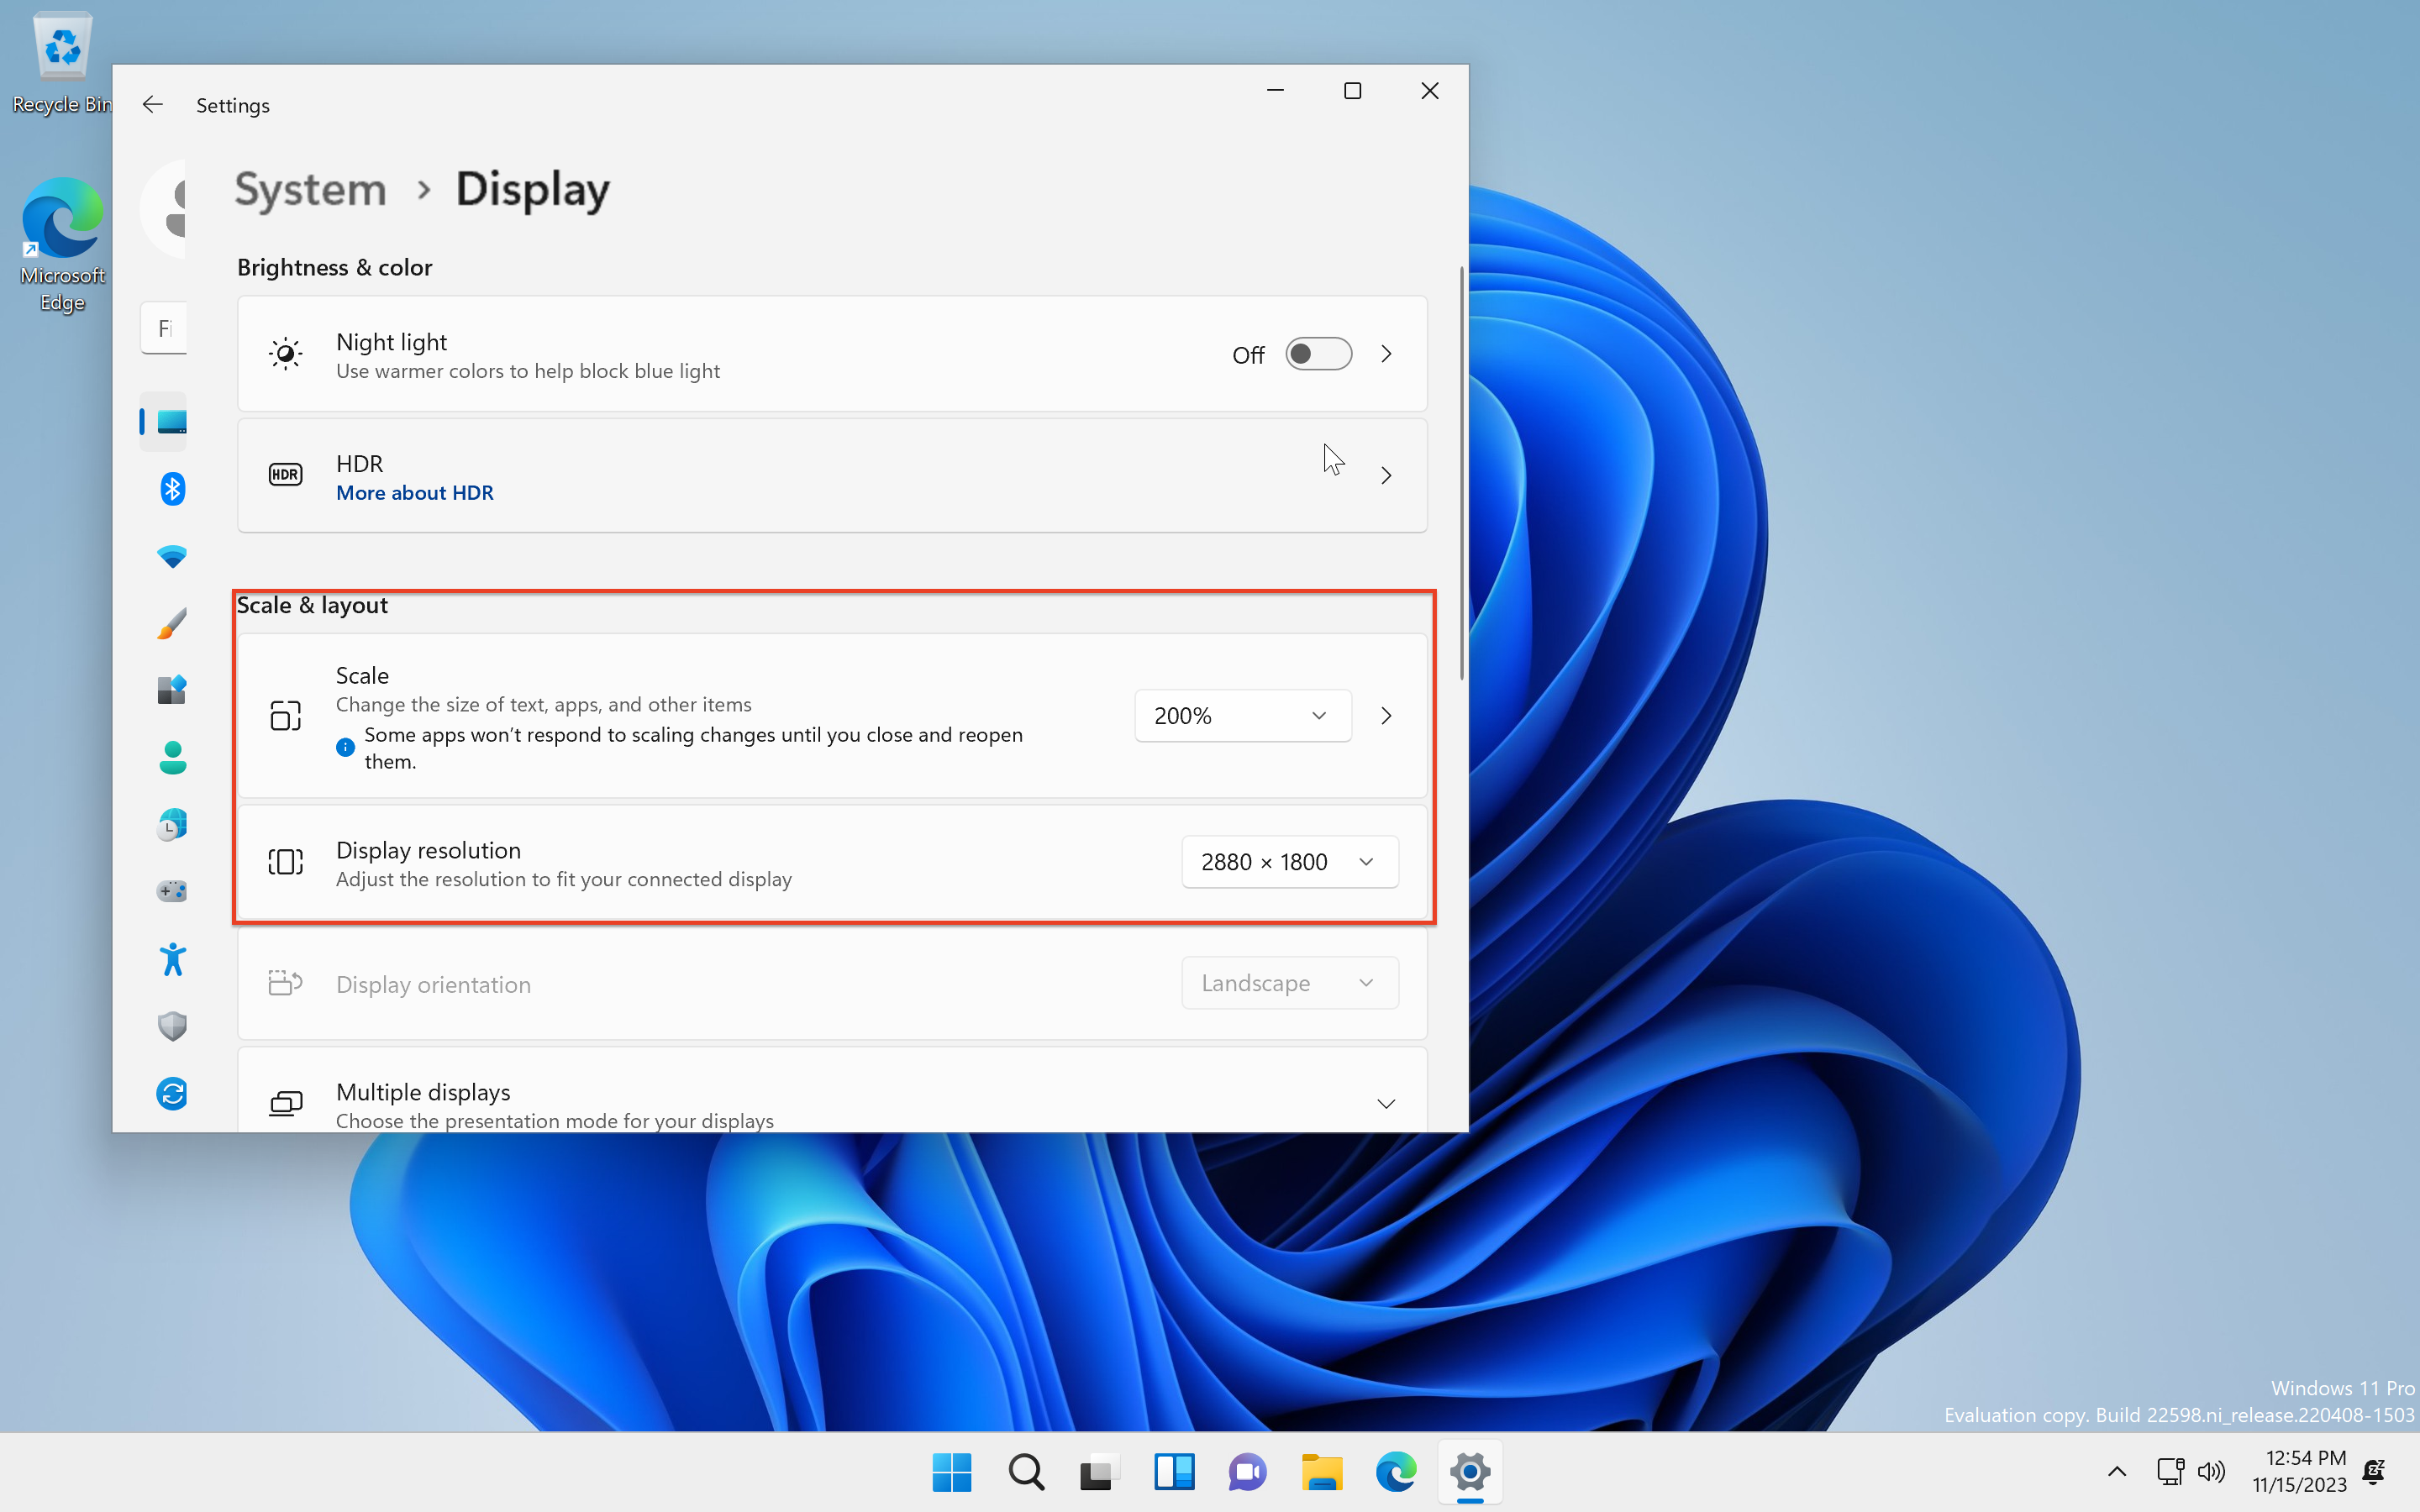 Recycle Bin
Microsoft
Edge
Settings
System > Display
Fi
Brightness & color
Night light
Use warmer colors to help block blue light
Off
HDR
HDR
More about HDR
Scale & layout
Scale
Change the size of text, apps, and other items
Some apps won’t respond to scaling changes until you close and reopen
them.
200%
Display resolution
Adjust the resolution to fit your connected display
2880 × 1800
Display orientation
Landscape
Multiple displays
Choose the presentation mode for your displays
Windows 11 Pro
Evaluation copy. Build 22598.ni_release.220408-1503
12:54 PM
11/15/2023